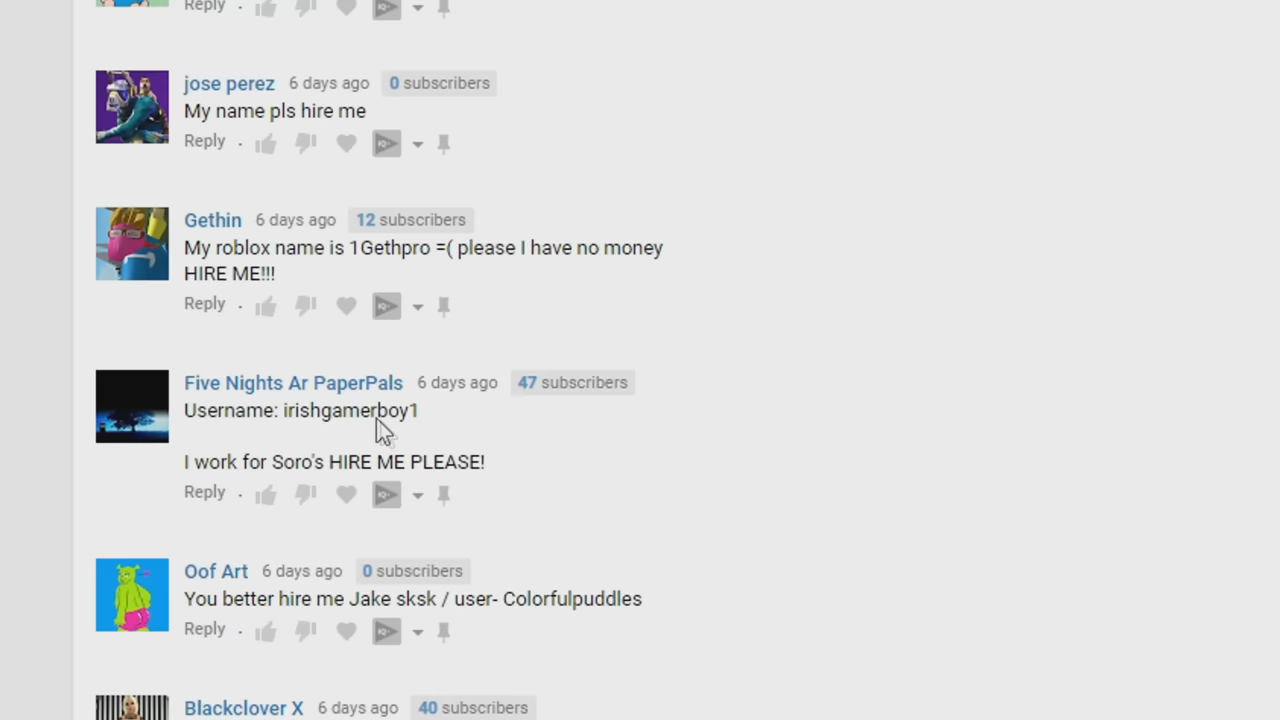 Reply
jose perez 6 days ago 0 subscribers
My name pls hire me
Reply
Gethin 6 days ago 12 subscribers
My roblox name is 1Gethpro =( please I have no money
HIRE ME!!!
Reply
Five Nights Ar PaperPals 6 days ago 47 subscribers
Username: irishgamerboy1
I work for Soro's HIRE ME PLEASE!
Reply
Oof Art 6 days ago 0 subscribers
You better hire me Jake sksk / user- Colorfulpuddles
Reply
Blackclover X 6 days ago 40 subscribers